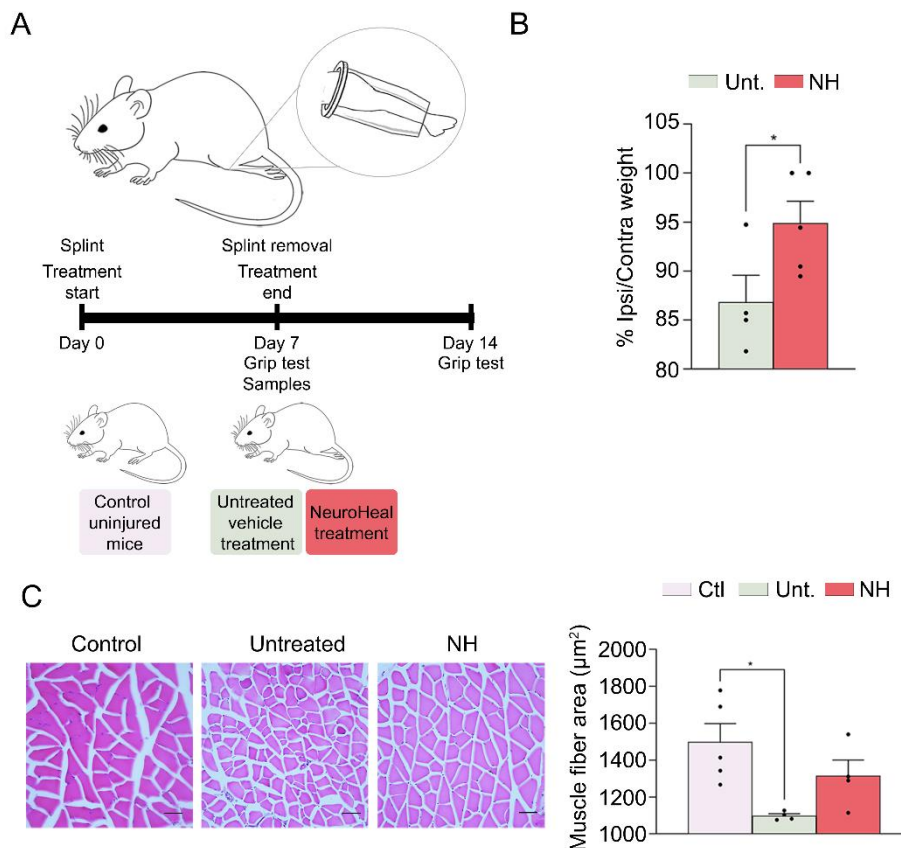 A
Splint
Treatment
start
Splint removal
Treatment
end
Day 0
Day 7
Grip test
Samples
Day 14
Grip test
Control
uninjured
mice
Untreated
vehicle
treatment
NeuroHeal
treatment
B
Unt. NH
% Ipsi/Contra weight
105
100
95
90
85
80
*
C
Control Untreated NH
Ctl Unt. NH
Muscle fiber area (µm²)
2000
1800
1600
1400
1200
1000
*